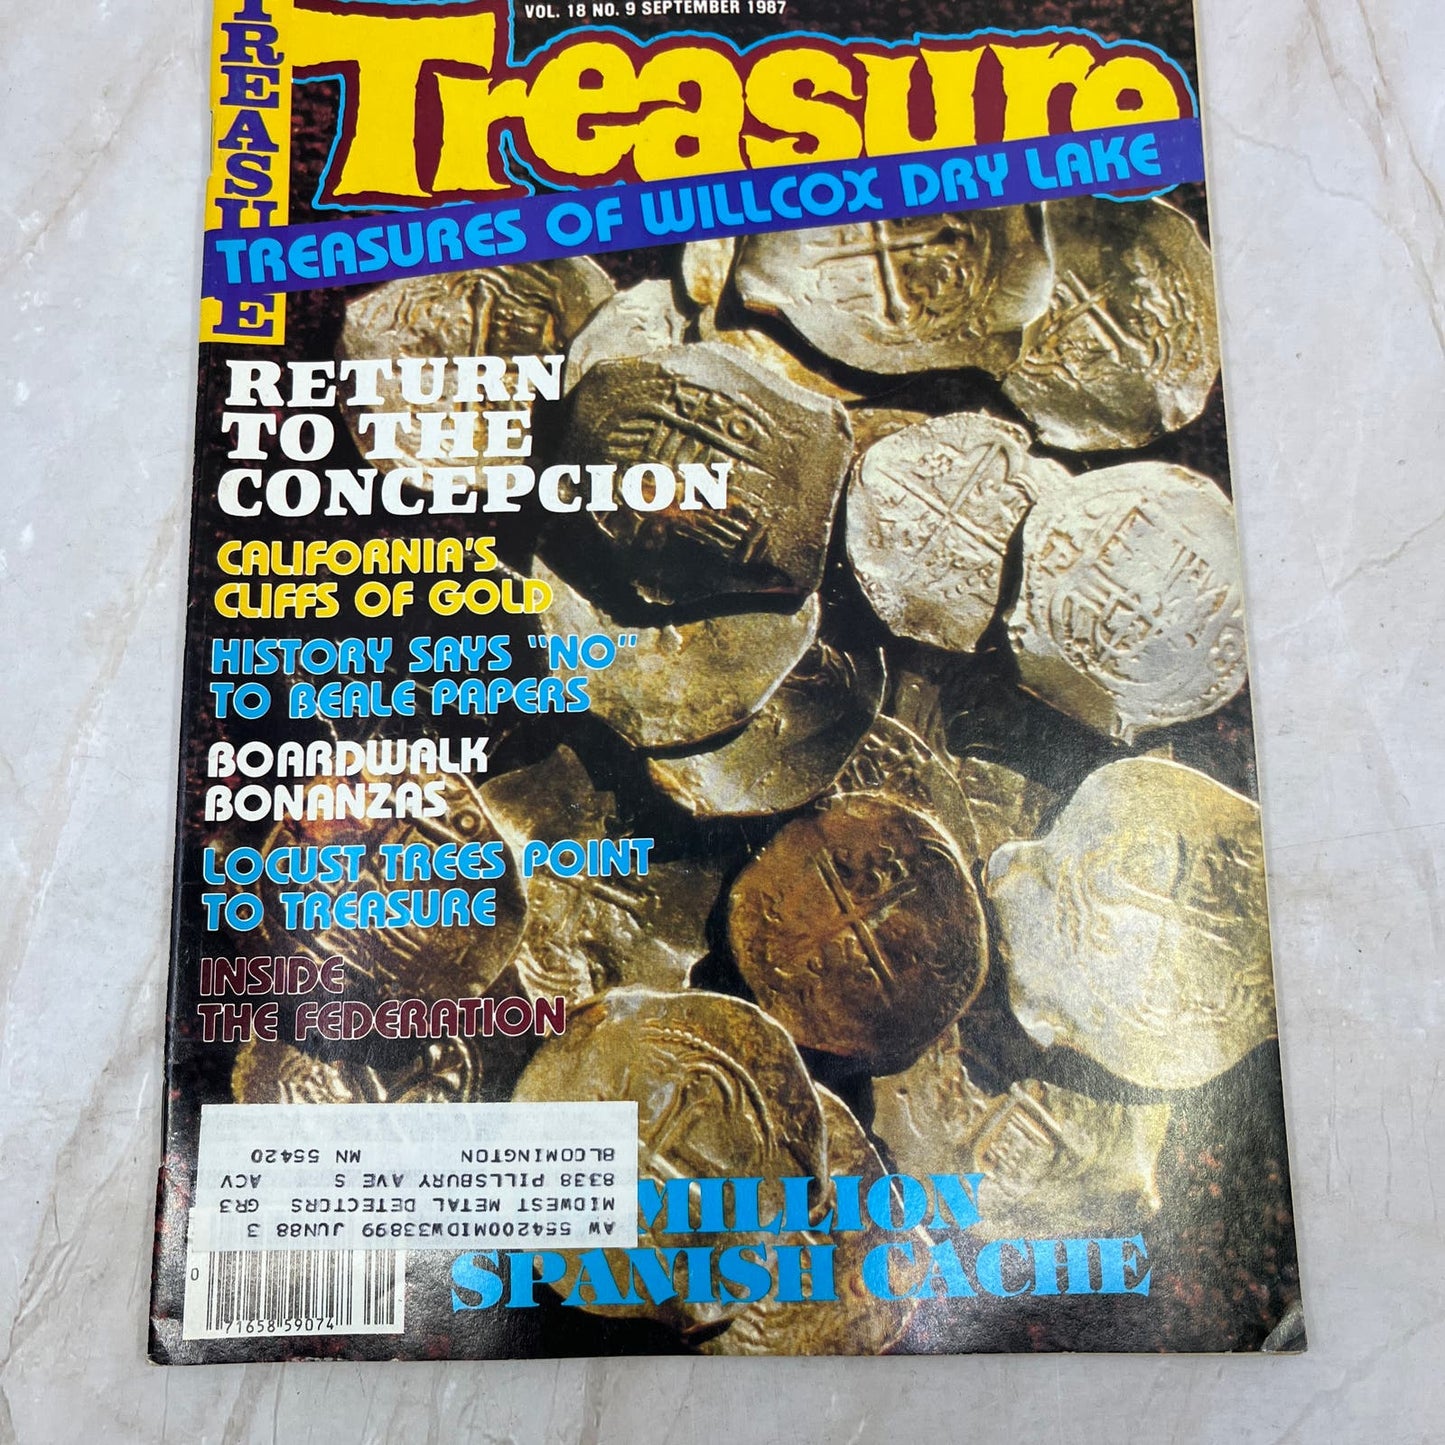 VOL. 18 NO. 9 SEPTEMBER 1987
TREASURE
Treasure
TREASURES OF WILLCOX DRY LAKE
RETURN
TO THE
CONCEPCION
CALIFORNIA'S
CLIFFS OF GOLD
HISTORY SAYS "NO"
TO BEALE PAPERS
BOARDWALK
BONANZAS
LOCUST TREES POINT
TO TREASURE
INSIDE
THE FEDERATION
MILLION
SPANISH CACHE
AW 554200MIDW33899 JUN88 3
MIDWEST METAL DETECTORS GR3
8338 PILLSBURY AVE S ACV
BLOOMINGTON MN 55420
0 71658 59074